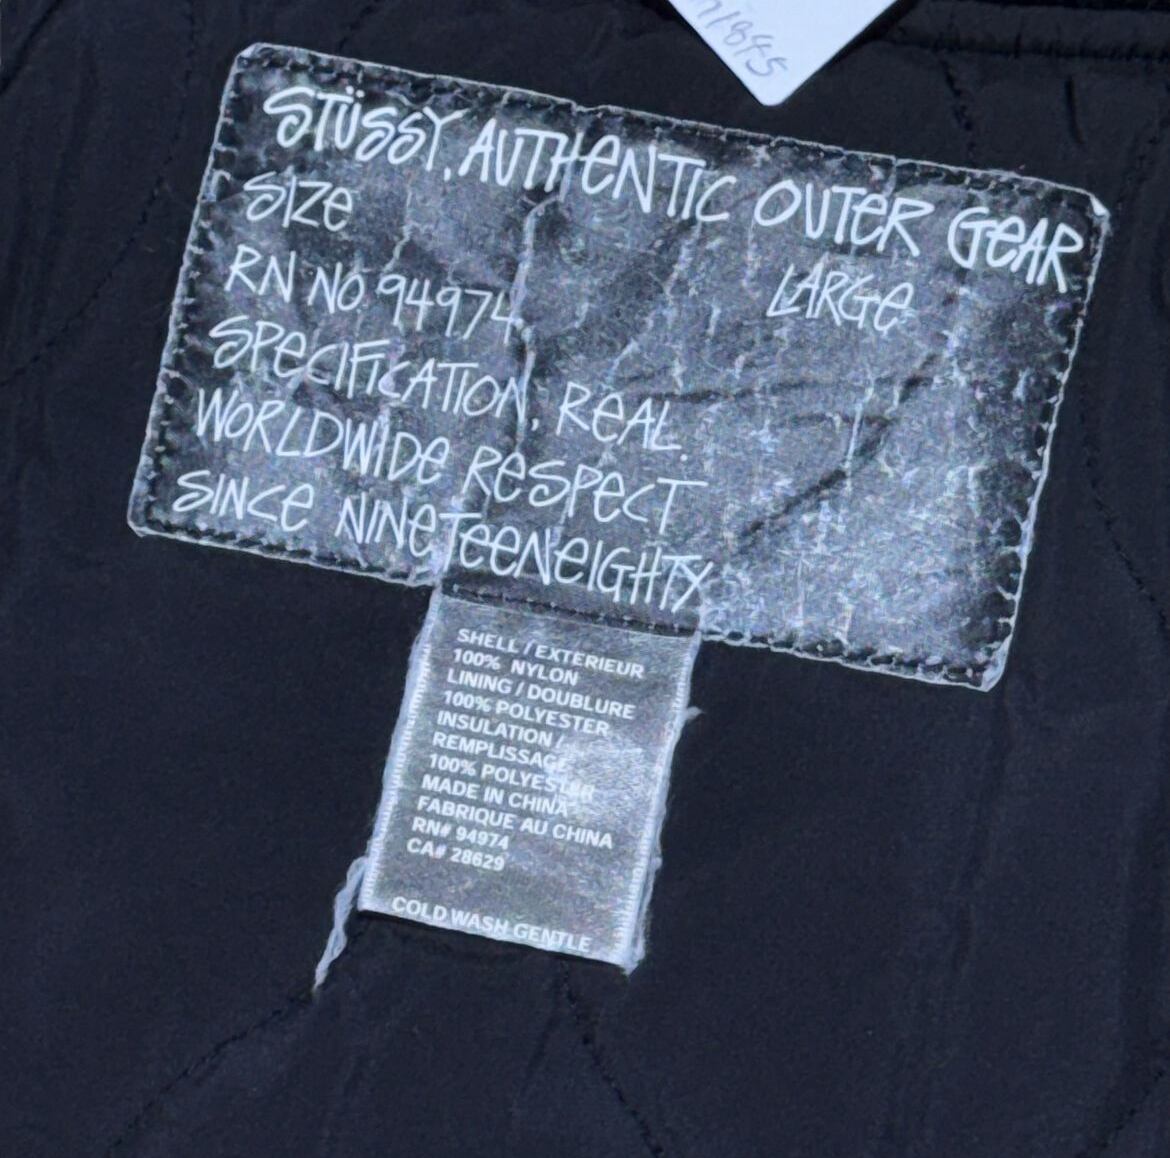 STÜSSY, AUTHENTIC OUTER GEAR
SIZE LARGE
RN NO. 94974
SPECIFICATION, REAL.
WORLDWIDE RESPECT
SINCE NINETEENEIGHTY
SHELL / EXTERIEUR
100% NYLON
LINING / DOUBLURE
100% POLYESTER
INSULATION /
REMPLISSAGE
100% POLYESTER
MADE IN CHINA
FABRIQUE AU CHINA
RN# 94974
CA# 28629
COLD WASH GENTLE